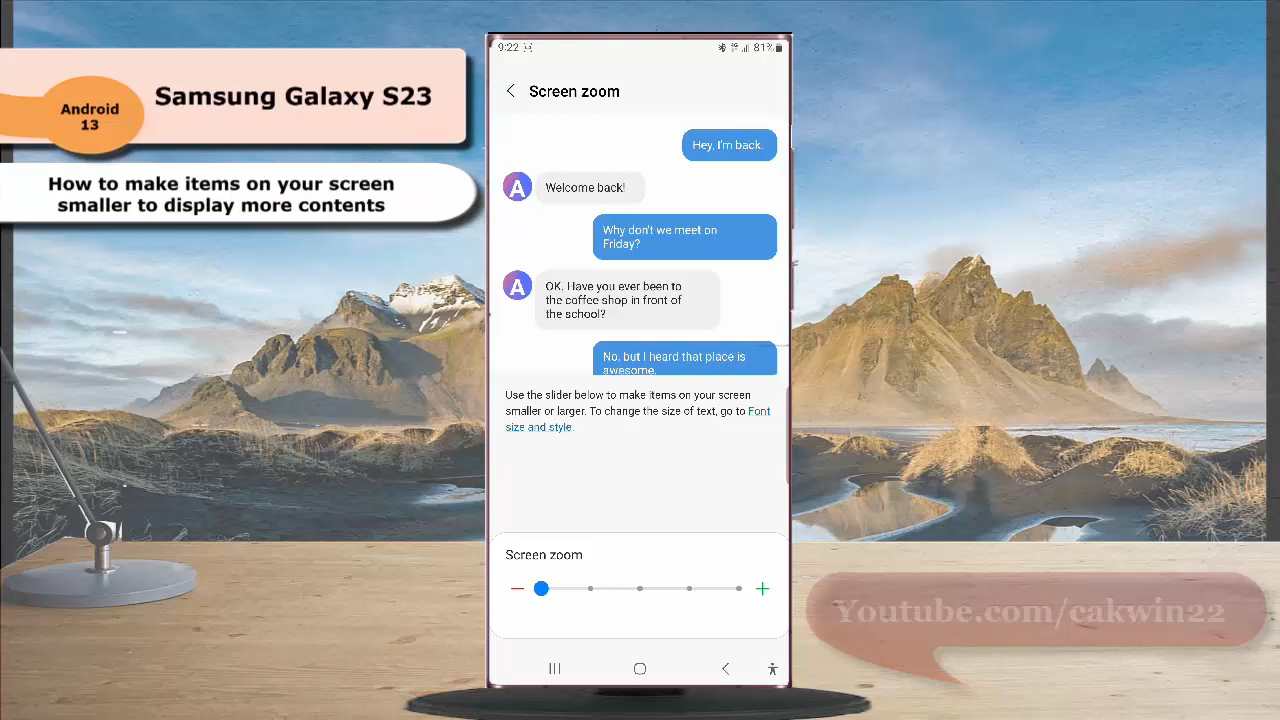 Samsung Galaxy S23
Android
13
How to make items on your screen
smaller to display more contents
9:22
81%
Screen zoom
Hey, I'm back.
A
Welcome back!
Why don't we meet on
Friday?
A
OK. Have you ever been to
the coffee shop in front of
the school?
No, but I heard that place is
awesome.
Use the slider below to make items on your screen
smaller or larger. To change the size of text, go to Font
size and style.
Screen zoom
Youtube.com/cakwin22